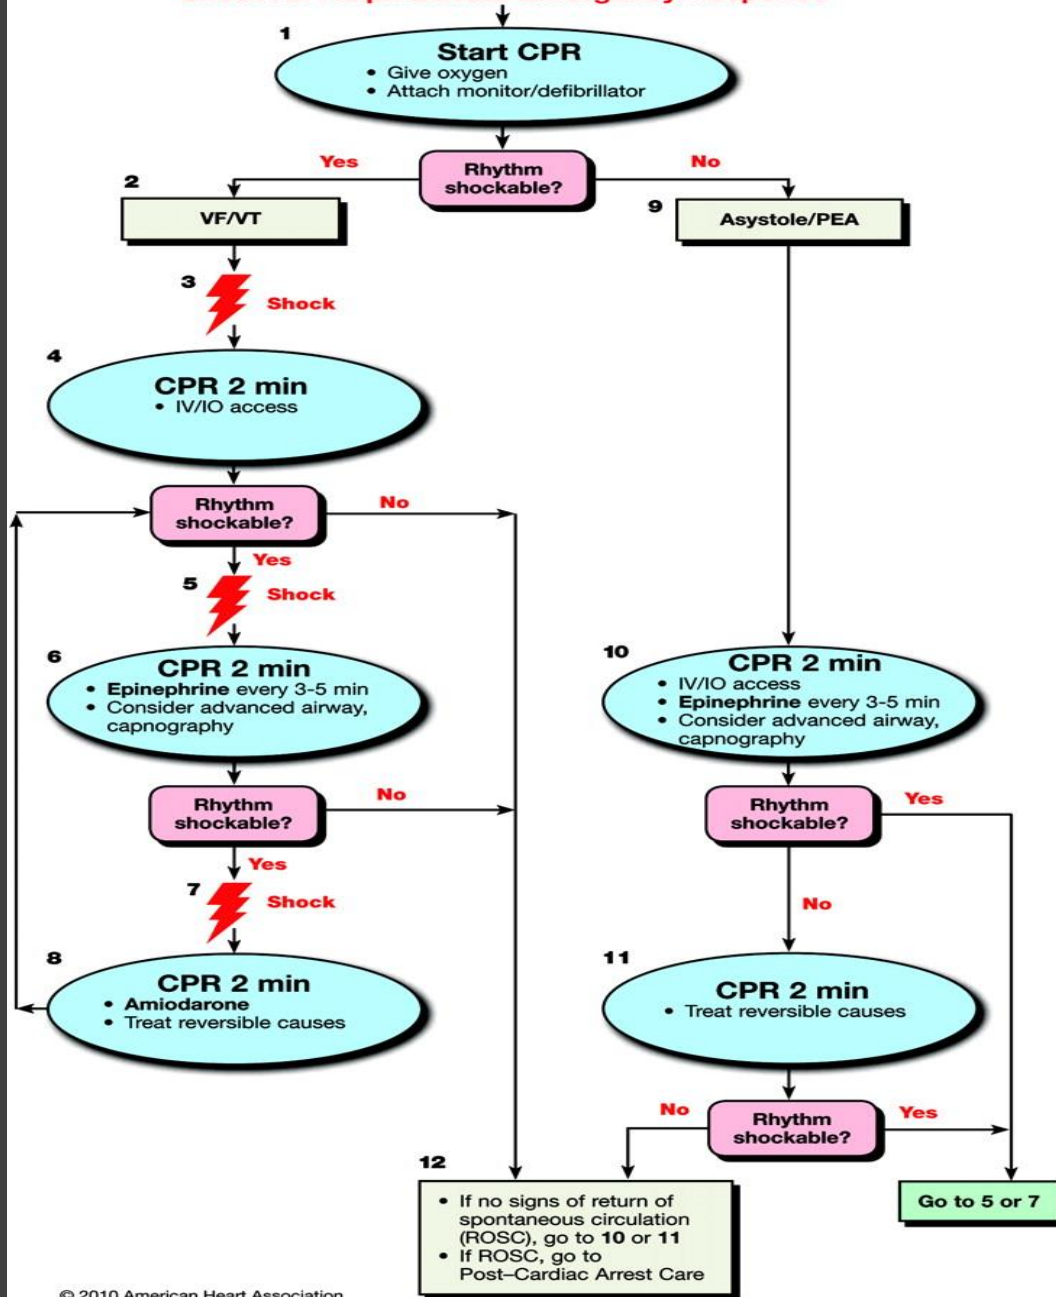 1
Start CPR
• Give oxygen
• Attach monitor/defibrillator
Rhythm
shockable?
Yes
No
2
VF/VT
9
Asystole/PEA
3
Shock
4
CPR 2 min
• IV/IO access
Rhythm
shockable?
No
Yes
5
Shock
6
CPR 2 min
• Epinephrine every 3-5 min
• Consider advanced airway,
capnography
10
CPR 2 min
• IV/IO access
• Epinephrine every 3-5 min
• Consider advanced airway,
capnography
Rhythm
shockable?
No
Yes
Rhythm
shockable?
Yes
No
7
Shock
8
CPR 2 min
• Amiodarone
• Treat reversible causes
11
CPR 2 min
• Treat reversible causes
Rhythm
shockable?
No
Yes
12
• If no signs of return of
spontaneous circulation
(ROSC), go to 10 or 11
• If ROSC, go to
Post–Cardiac Arrest Care
Go to 5 or 7
© 2010 American Heart Association